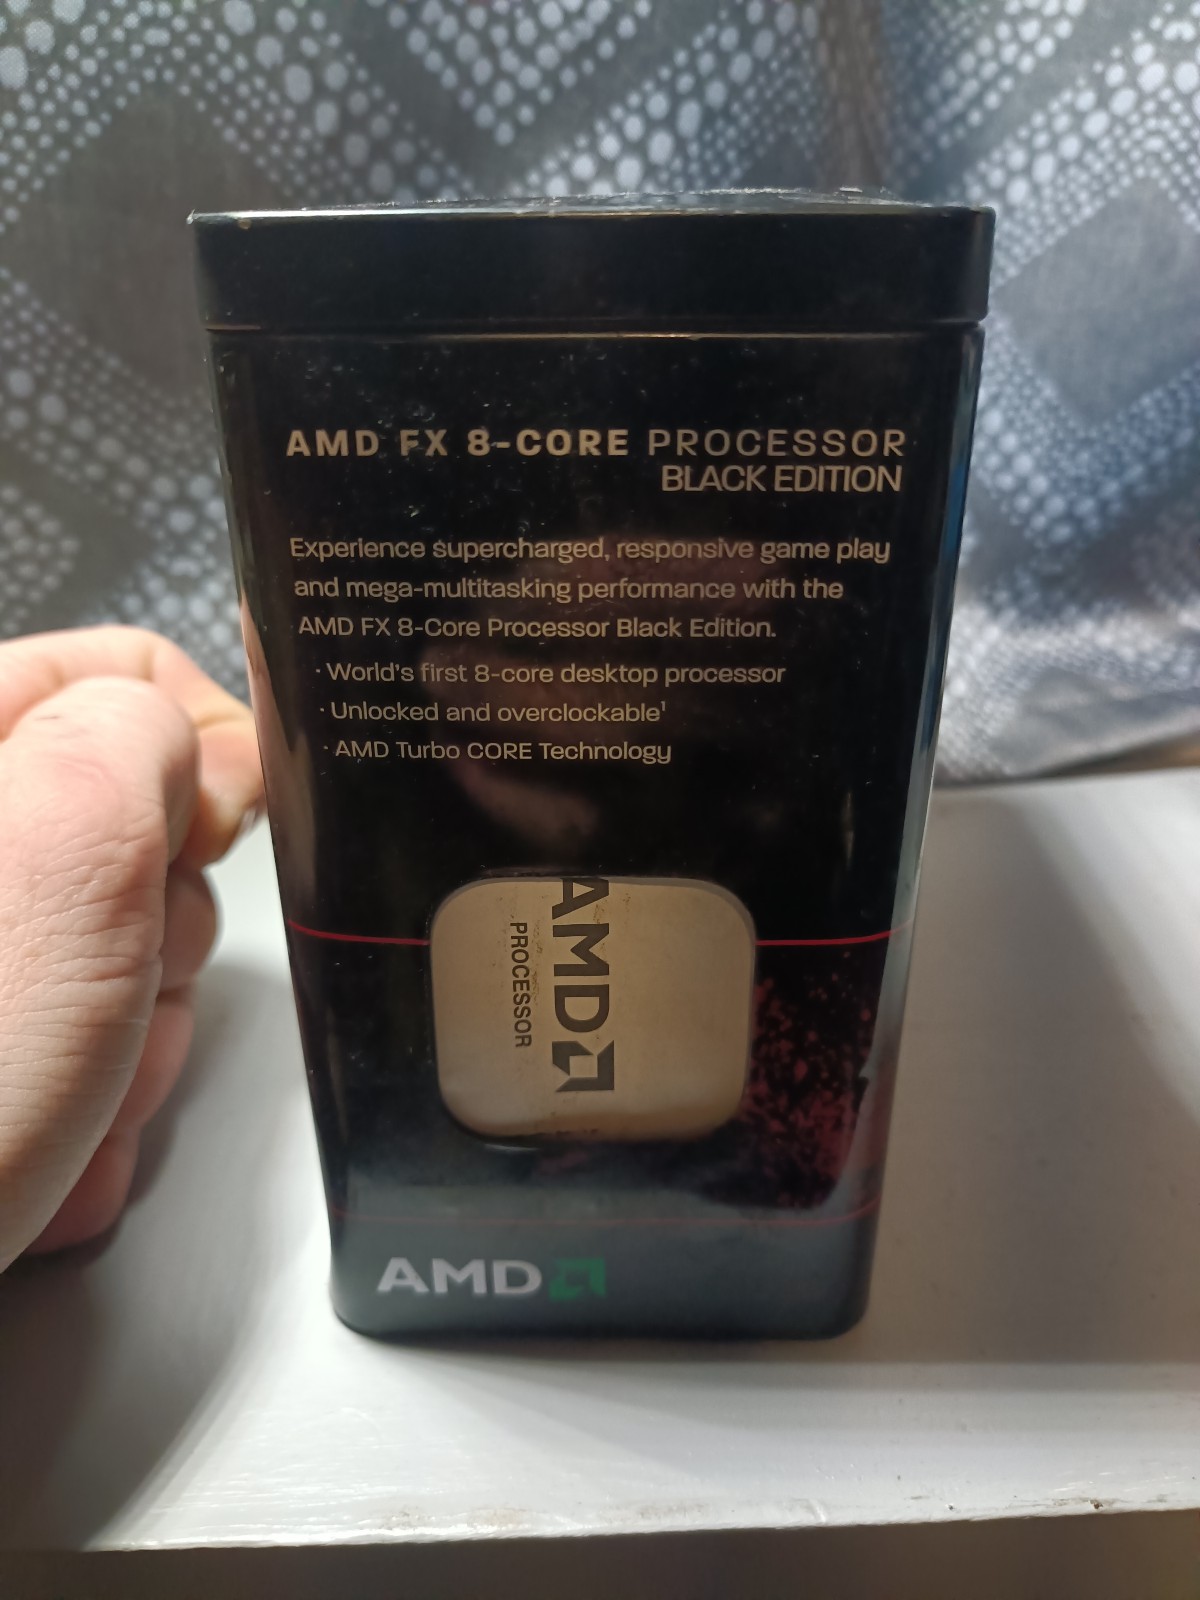 AMD FX 8-CORE PROCESSOR
BLACK EDITION
Experience supercharged, responsive game play
and mega-multitasking performance with the
AMD FX 8-Core Processor Black Edition.
· World's first 8-core desktop processor
· Unlocked and overclockable¹
· AMD Turbo CORE Technology
AMD
PROCESSOR
AMD